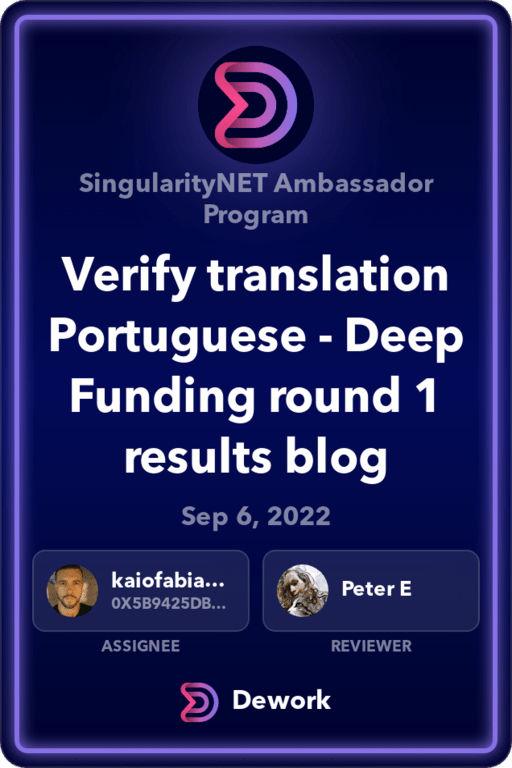 SingularityNET Ambassador
Program
Verify translation
Portuguese - Deep
Funding round 1
results blog
Sep 6, 2022
kaiofabia...
0X5B9425DB...
Peter E
ASSIGNEE
REVIEWER
Dework